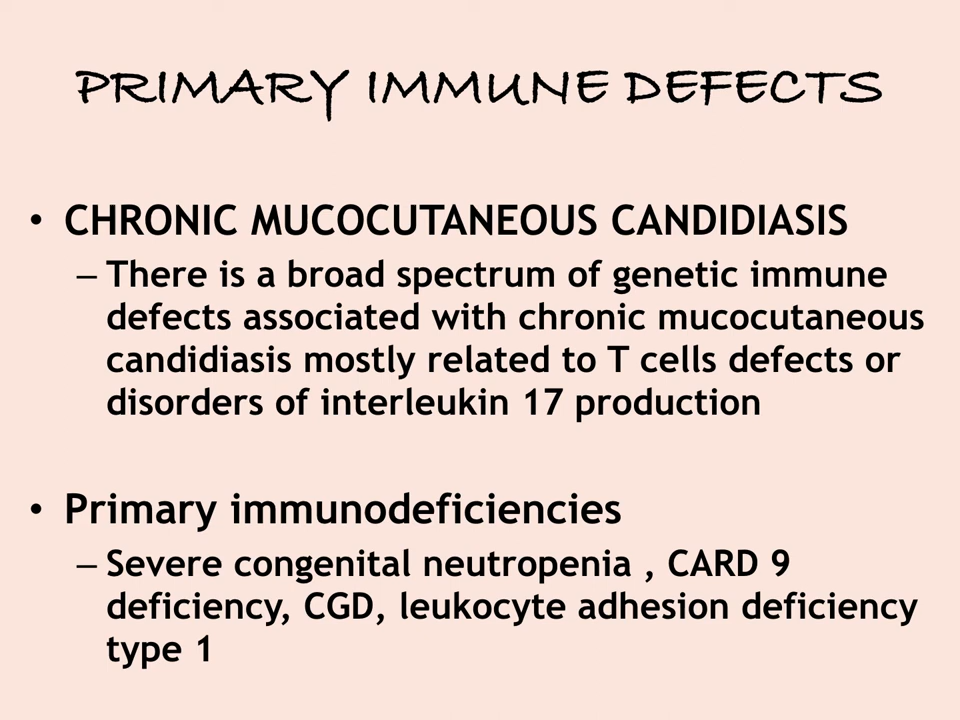 PRIMARY IMMUNE DEFECTS
• CHRONIC MUCOCUTANEOUS CANDIDIASIS
– There is a broad spectrum of genetic immune
defects associated with chronic mucocutaneous
candidiasis mostly related to T cells defects or
disorders of interleukin 17 production
• Primary immunodeficiencies
– Severe congenital neutropenia , CARD 9
deficiency, CGD, leukocyte adhesion deficiency
type 1